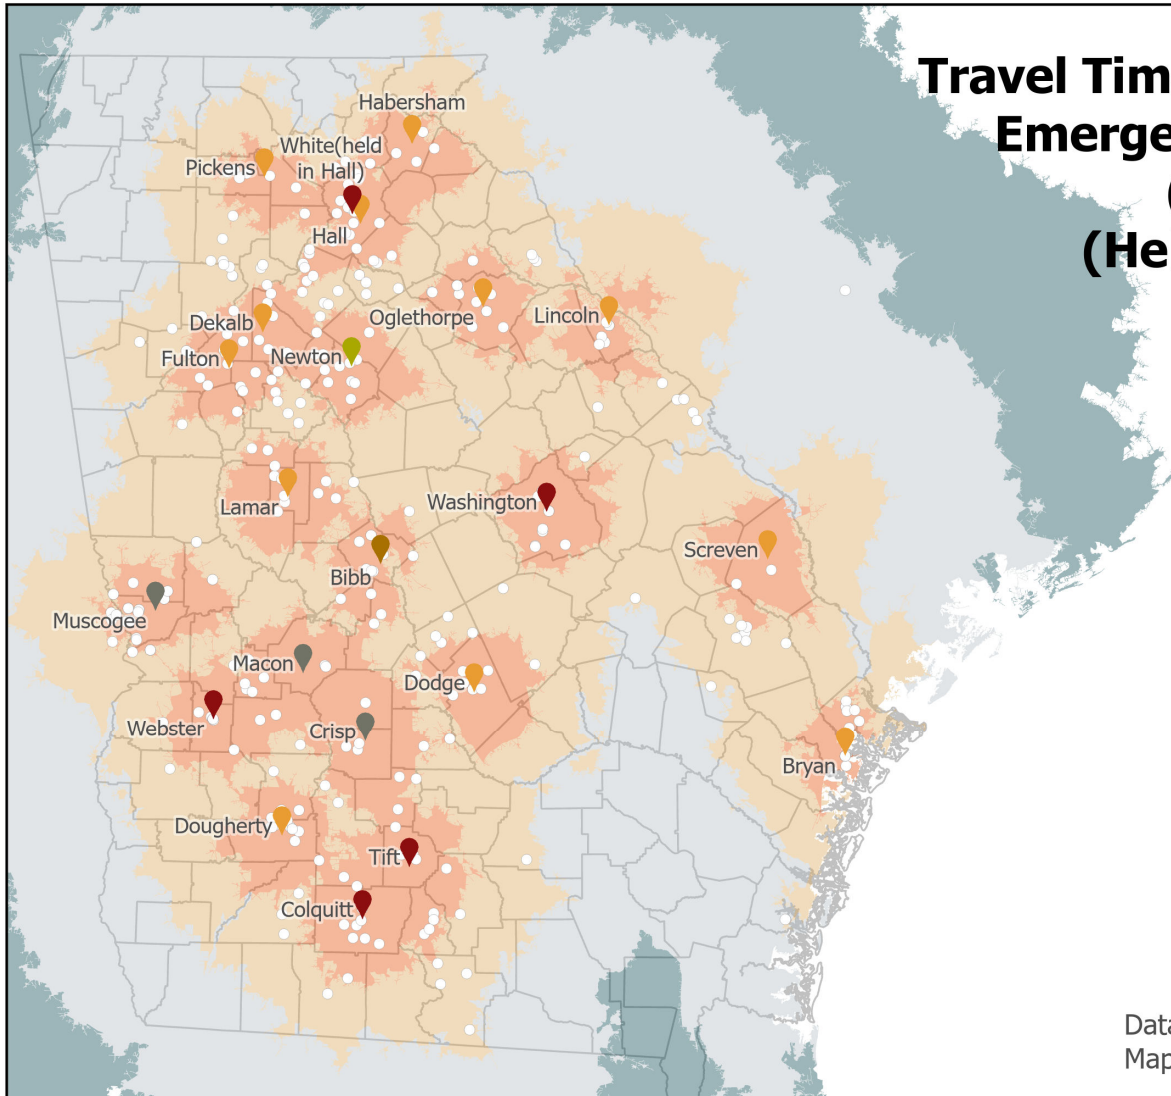 Travel Tim
Emerge
(
(He
Habersham
White(held
in Hall)
Pickens
Hall
Oglethorpe
Lincoln
Dekalb
Fulton
Newton
Lamar
Washington
Screven
Bibb
Muscogee
Macon
Dodge
Webster
Crisp
Bryan
Dougherty
Tift
Colquitt
Data
Map